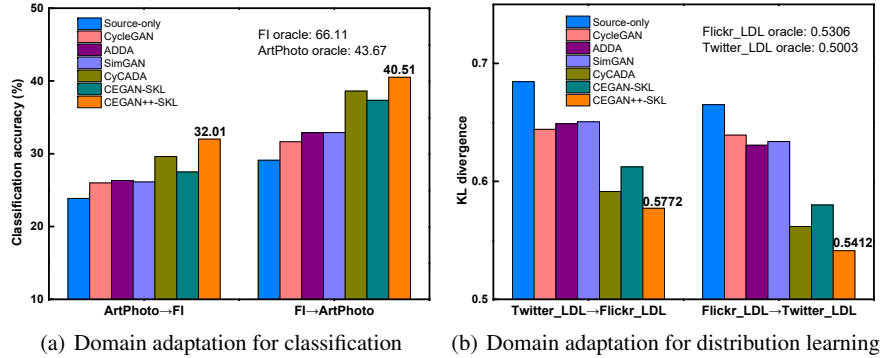 Source-only
CycleGAN
ADDA
SimGAN
CyCADA
CEGAN-SKL
CEGAN++-SKL
FI oracle: 66.11
ArtPhoto oracle: 43.67
50
40
30
20
10
Classification accuracy (%)
32.01
40.51
ArtPhoto→FI
FI→ArtPhoto
(a) Domain adaptation for classification
Source-only
CycleGAN
ADDA
SimGAN
CyCADA
CEGAN-SKL
CEGAN++-SKL
Flickr_LDL oracle: 0.5306
Twitter_LDL oracle: 0.5003
0.7
0.6
0.5
KL divergence
0.5772
0.5412
Twitter_LDL→Flickr_LDL
Flickr_LDL→Twitter_LDL
(b) Domain adaptation for distribution learning